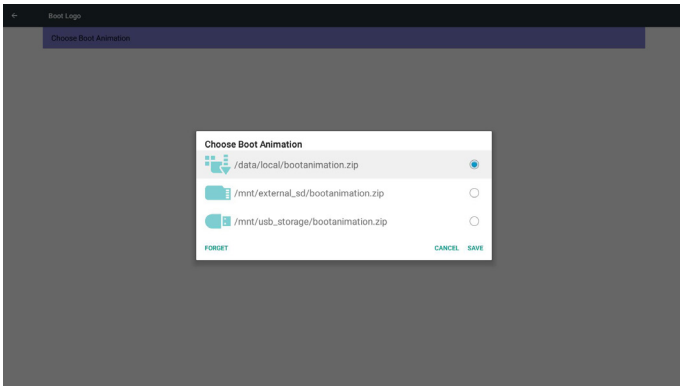 Boot Logo
Choose Boot Animation
Choose Boot Animation
/data/local/bootanimation.zip
/mnt/external_sd/bootanimation.zip
/mnt/usb_storage/bootanimation.zip
FORGET CANCEL SAVE